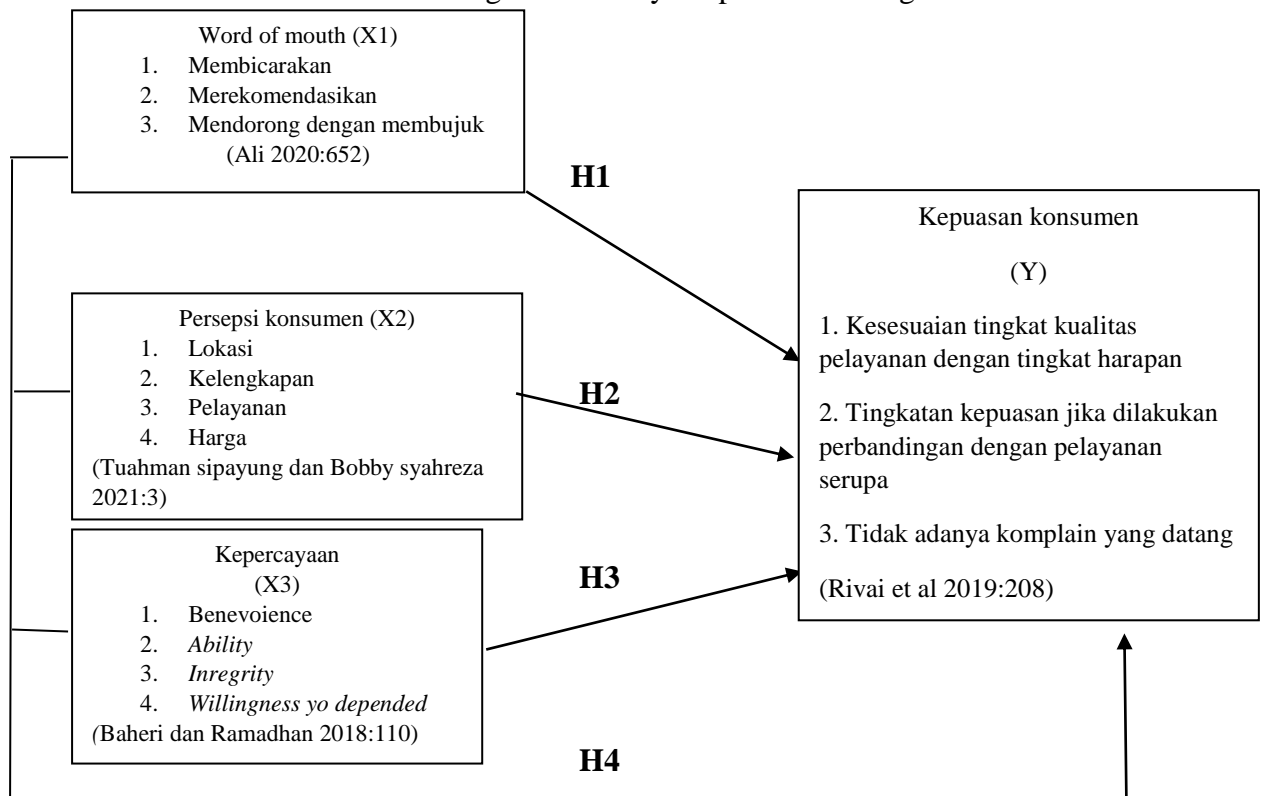 Word of mouth (X1)
1. Membicarakan
2. Merekomendasikan
3. Mendorong dengan membujuk
(Ali 2020:652)
H1
Kepuasan konsumen
(Y)
1. Kesesuaian tingkat kualitas
pelayanan dengan tingkat harapan
2. Tingkatan kepuasan jika dilakukan
perbandingan dengan pelayanan
serupa
3. Tidak adanya komplain yang datang
(Rivai et al 2019:208)
Persepsi konsumen (X2)
1. Lokasi
2. Kelengkapan
3. Pelayanan
4. Harga
(Tuahman sipayung dan Bobby syahreza
2021:3)
H2
Kepercayaan
(X3)
1. Benevoience
2. Ability
3. Inregrity
4. Willingness yo depended
(Baheri dan Ramadhan 2018:110)
H3
H4